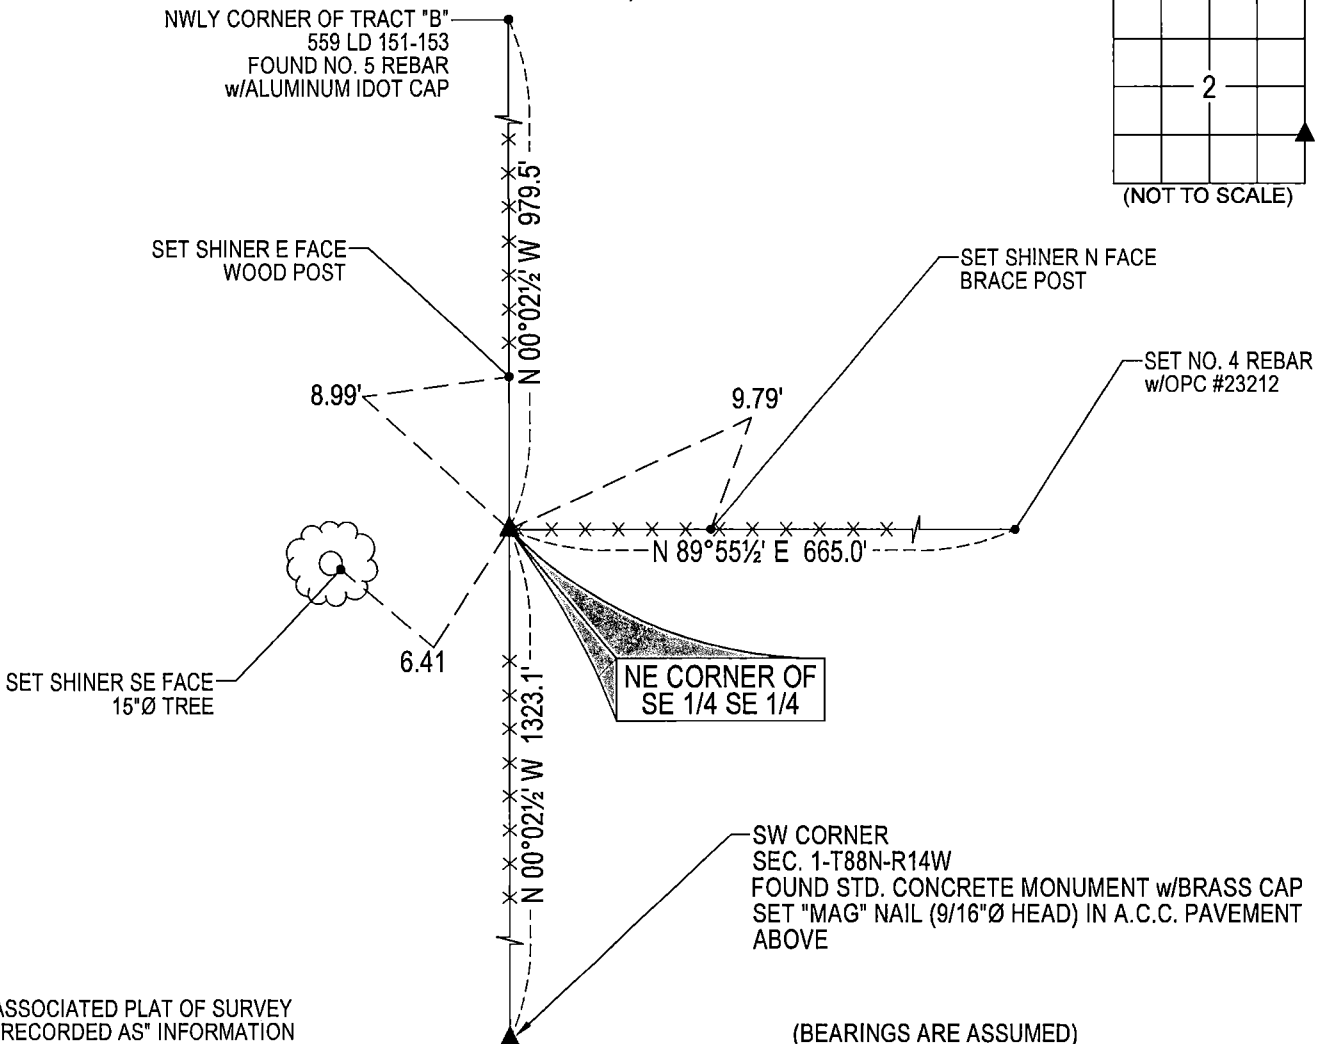 NWLY CORNER OF TRACT "B"
559 LD 151-153
FOUND NO. 5 REBAR
w/ALUMINUM IDOT CAP
2
(NOT TO SCALE)
N 00°02½' W 979.5'
SET SHINER E FACE
WOOD POST
SET SHINER N FACE
BRACE POST
SET NO. 4 REBAR
w/OPC #23212
8.99'
9.79'
N 89°55½' E 665.0'
6.41
SET SHINER SE FACE
15"Ø TREE
NE CORNER OF
SE 1/4 SE 1/4
N 00°02½' W 1323.1'
SW CORNER
SEC. 1-T88N-R14W
FOUND STD. CONCRETE MONUMENT w/BRASS CAP
SET "MAG" NAIL (9/16"Ø HEAD) IN A.C.C. PAVEMENT
ABOVE
ASSOCIATED PLAT OF SURVEY
RECORDED AS" INFORMATION
(BEARINGS ARE ASSUMED)